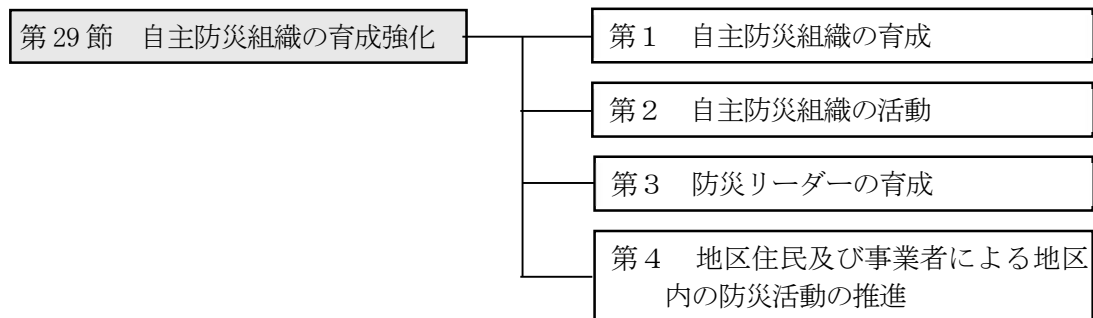 第29節　自主防災組織の育成強化
第１　自主防災組織の育成
第２　自主防災組織の活動
第３　防災リーダーの育成
第４　地区住民及び事業者による地区
内の防災活動の推進